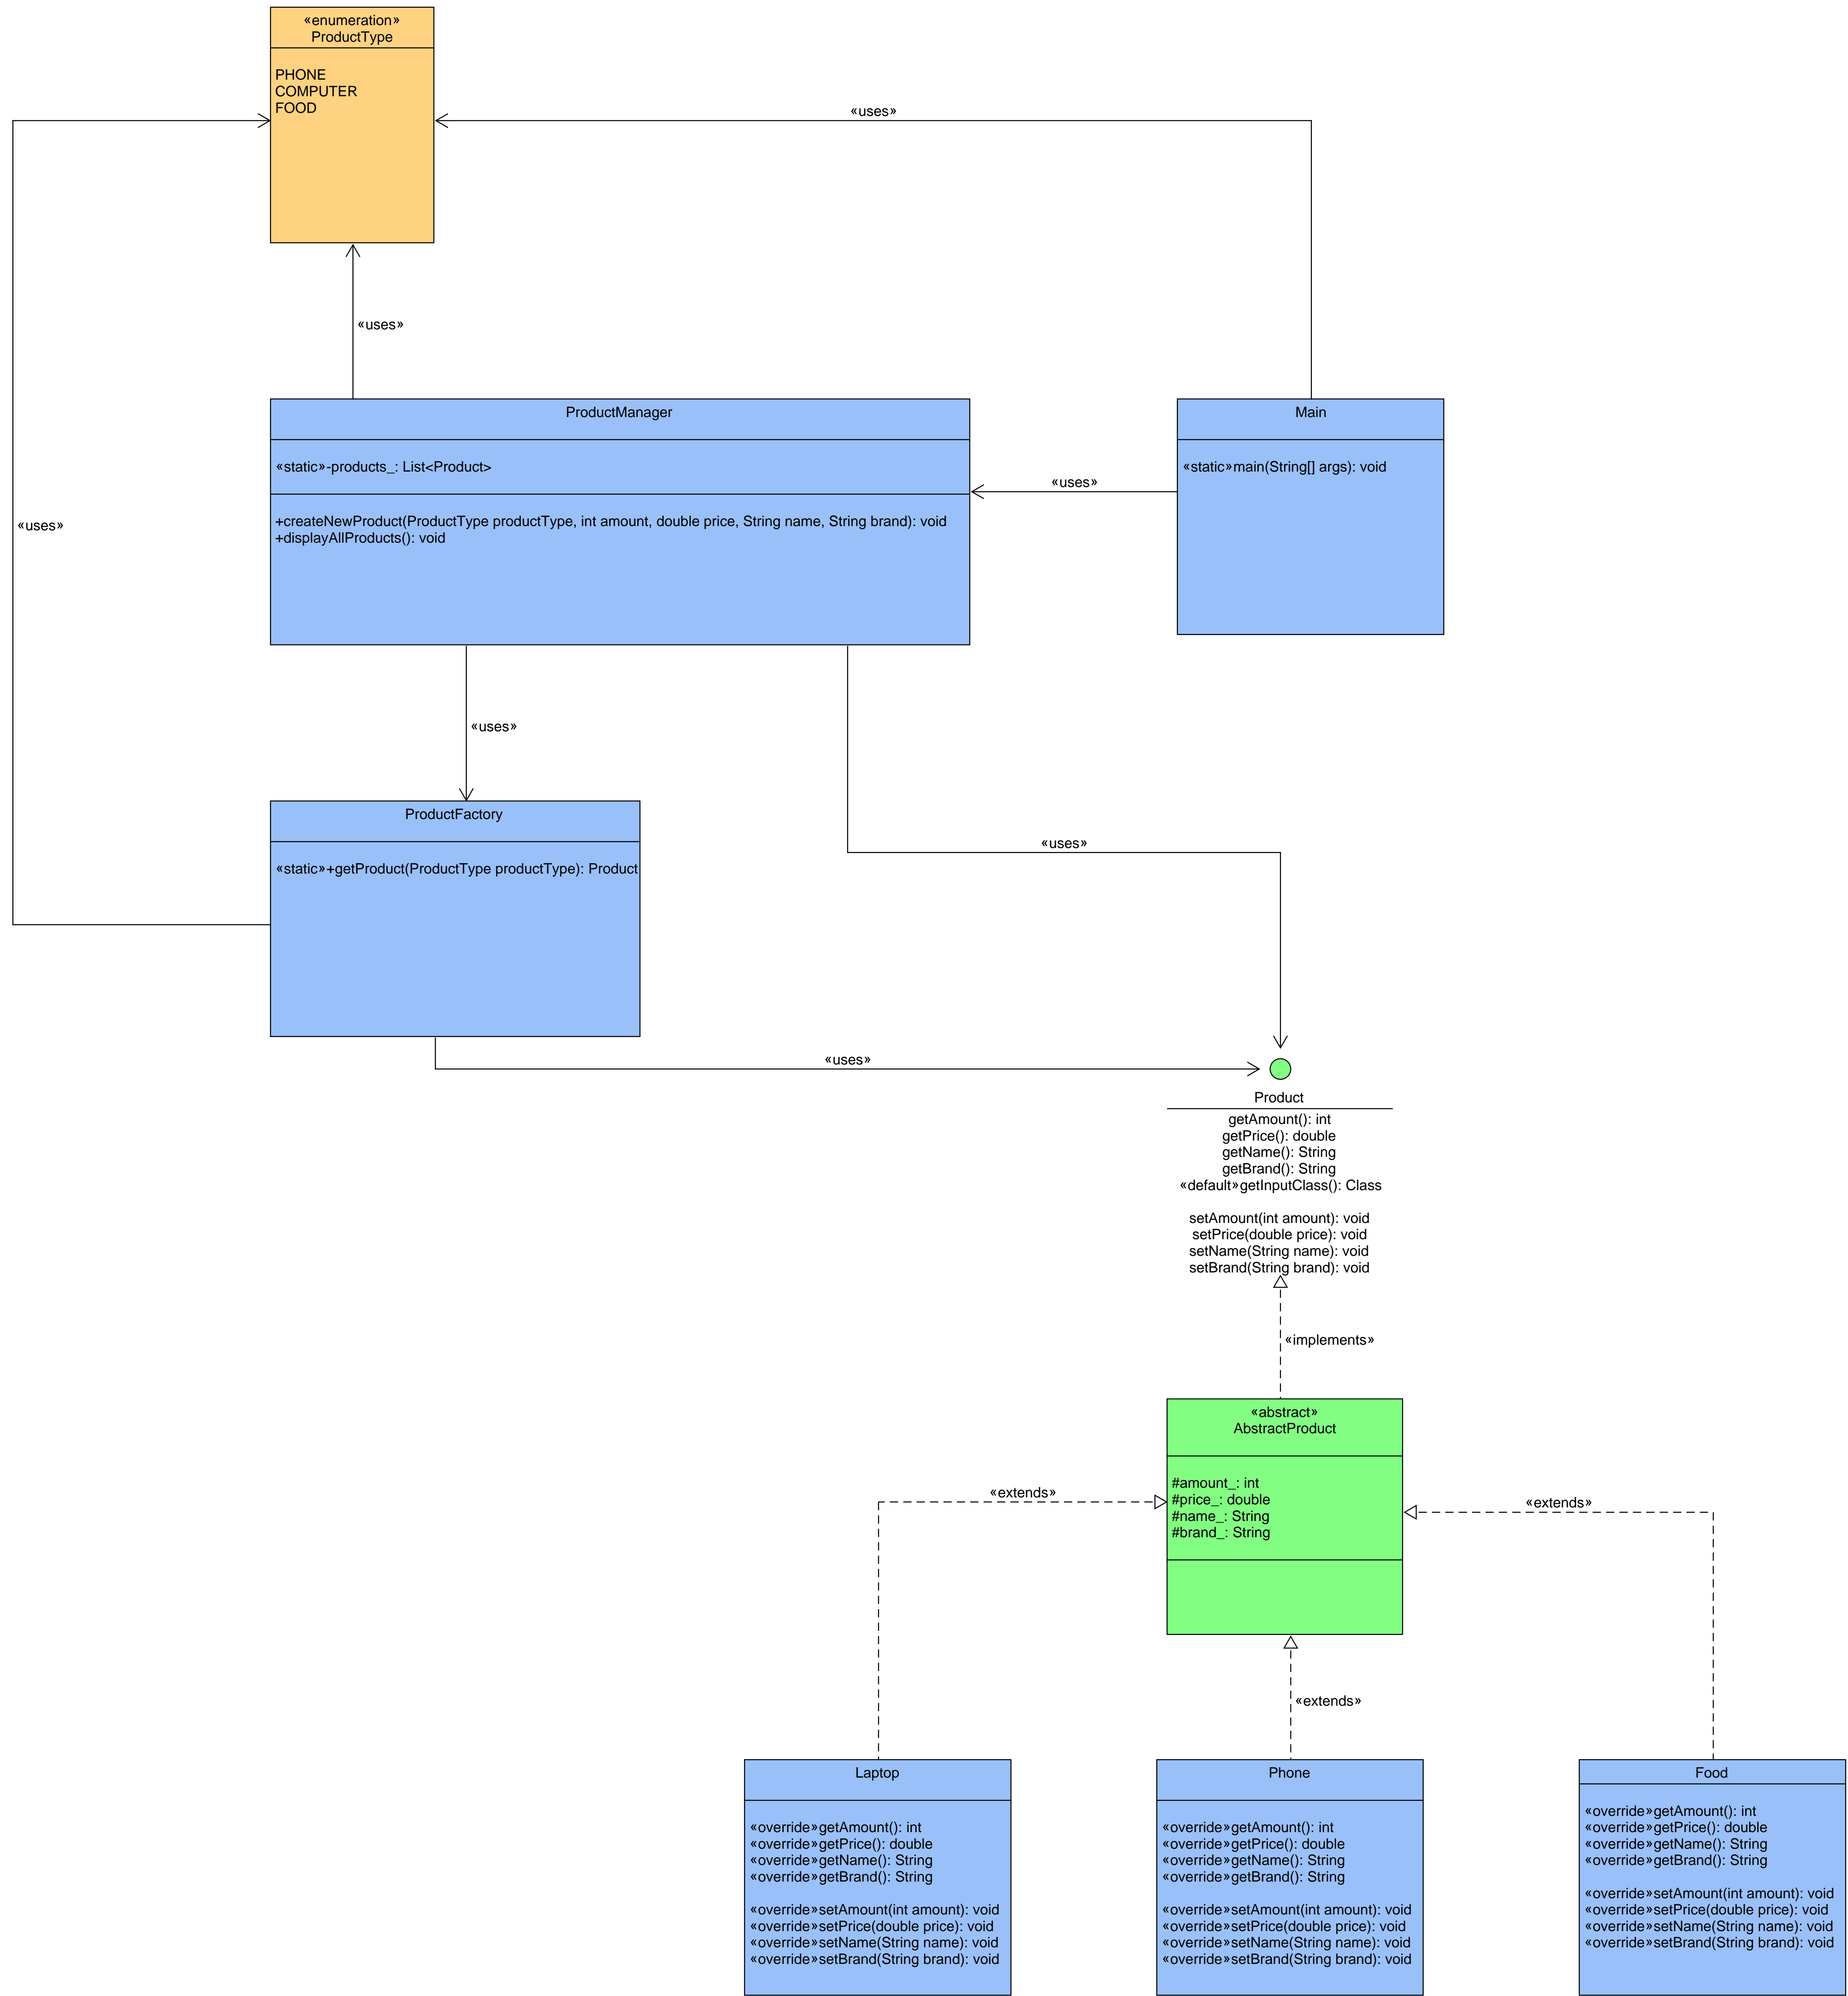 «enumeration»
ProductType
PHONE
COMPUTER
FOOD
«uses»
«uses»
ProductManager
«static»-products_: List<Product>
+createNewProduct(ProductType productType, int amount, double price, String name, String brand): void
+displayAllProducts(): void
Main
«static»main(String[] args): void
«uses»
«uses»
«uses»
ProductFactory
«static»+getProduct(ProductType productType): Product
«uses»
«uses»
Product
getAmount(): int
getPrice(): double
getName(): String
getBrand(): String
«default»getInputClass(): Class
setAmount(int amount): void
setPrice(double price): void
setName(String name): void
setBrand(String brand): void
«implements»
«abstract»
AbstractProduct
#amount_: int
#price_: double
#name_: String
#brand_: String
«extends»
«extends»
«extends»
Laptop
«override»getAmount(): int
«override»getPrice(): double
«override»getName(): String
«override»getBrand(): String
«override»setAmount(int amount): void
«override»setPrice(double price): void
«override»setName(String name): void
«override»setBrand(String brand): void
Phone
«override»getAmount(): int
«override»getPrice(): double
«override»getName(): String
«override»getBrand(): String
«override»setAmount(int amount): void
«override»setPrice(double price): void
«override»setName(String name): void
«override»setBrand(String brand): void
Food
«override»getAmount(): int
«override»getPrice(): double
«override»getName(): String
«override»getBrand(): String
«override»setAmount(int amount): void
«override»setPrice(double price): void
«override»setName(String name): void
«override»setBrand(String brand): void